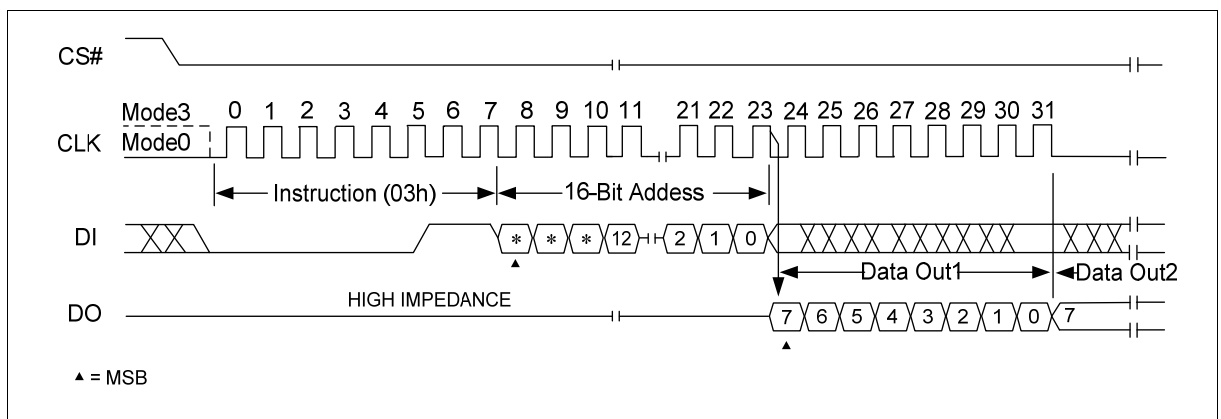 CS#
Mode3 0 1 2 3 4 5 6 7 8 9 10 11 21 22 23 24 25 26 27 28 29 30 31
CLK Mode0
Instruction (03h) 16-Bit Addess
DI * * * 12 2 1 0
Data Out1 Data Out2
HIGH IMPEDANCE
DO 7 6 5 4 3 2 1 0 7
▲ = MSB